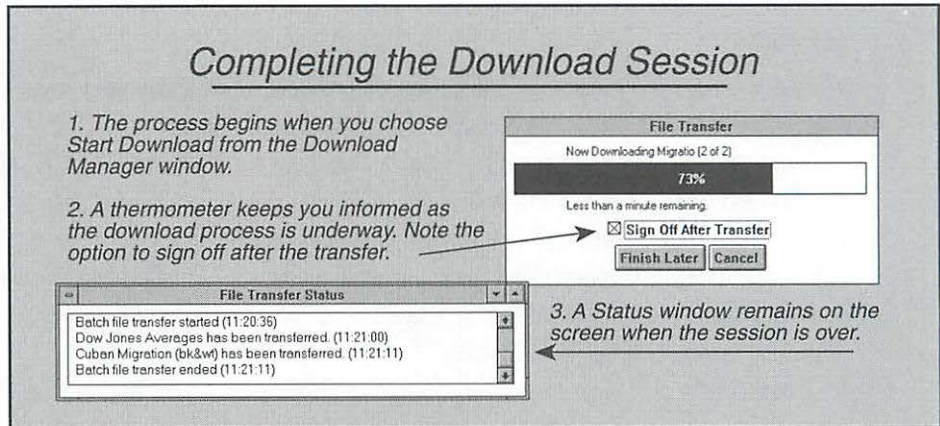 Completing the Download Session
1. The process begins when you choose
Start Download from the Download
Manager window.
2. A thermometer keeps you informed as
the download process is underway. Note the
option to sign off after the transfer.
File Transfer
Now Downloading Migratio (2 of 2)
73%
Less than a minute remaining.
Sign Off After Transfer
Finish Later Cancel
File Transfer Status
Batch file transfer started (11:20:36)
Dow Jones Averages has been transferred. (11:21:00)
Cuban Migration (bk&wt) has been transferred. (11:21:11)
Batch file transfer ended (11:21:11)
3. A Status window remains on the
screen when the session is over.